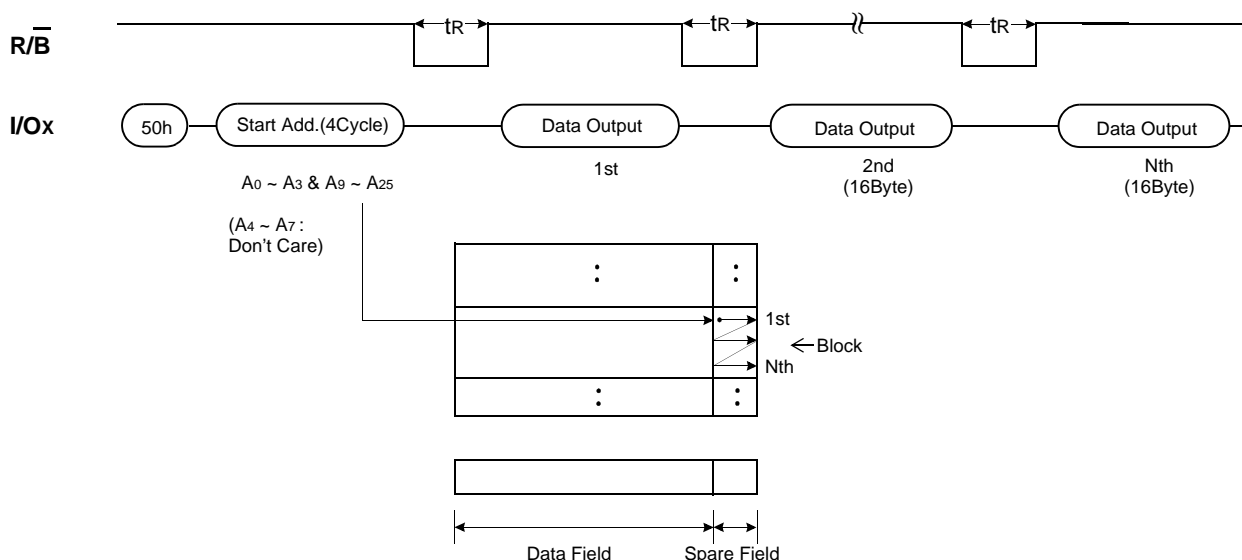 tR
tR
tR
R/B̅
I/Ox
50h
Start Add.(4Cycle)
Data Output
Data Output
Data Output
1st
2nd
(16Byte)
Nth
(16Byte)
A0 ~ A3 & A9 ~ A25
(A4 ~ A7 :
Don't Care)
1st
Block
Nth
Data Field
Spare Field